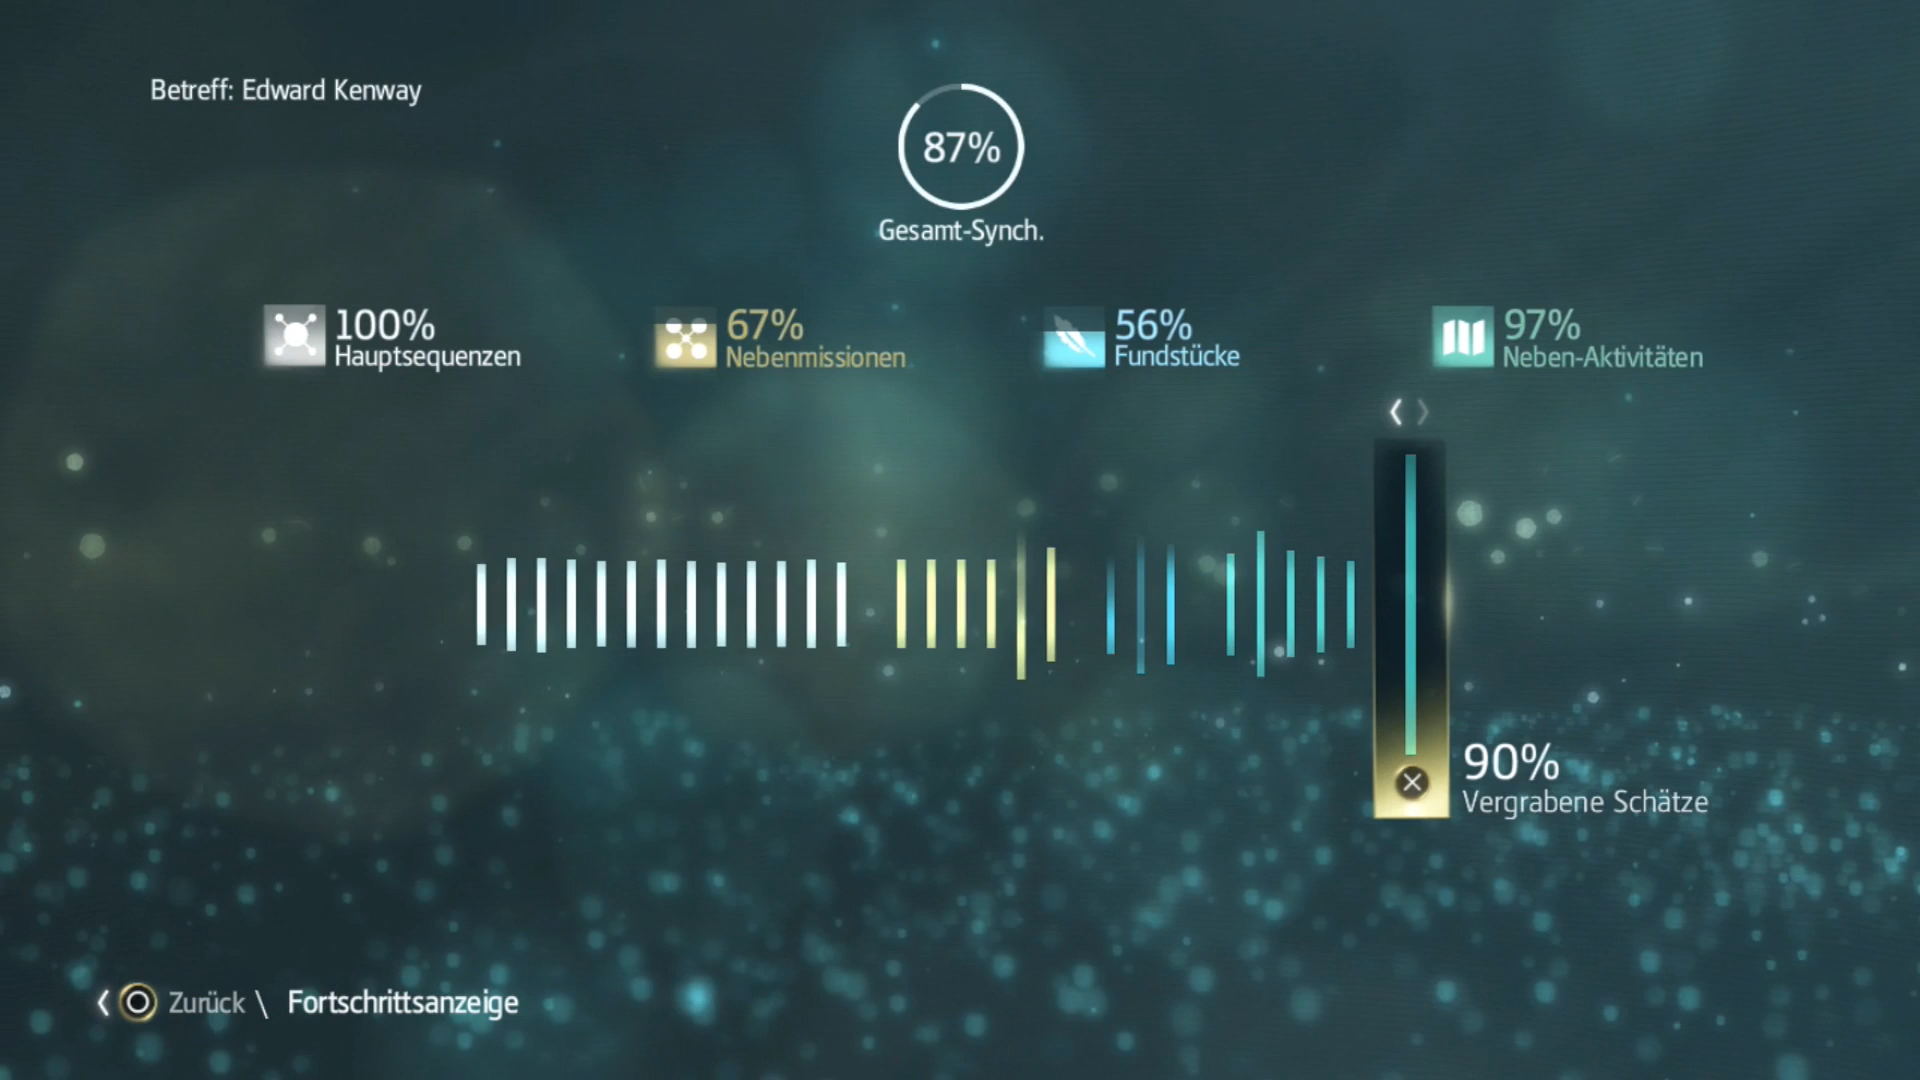 Betreff: Edward Kenway
87%
Gesamt-Synch.
100%
Hauptsequenzen
67%
Nebenmissionen
56%
Fundstücke
97%
Neben-Aktivitäten
90%
Vergrabene Schätze
Zurück \ Fortschrittsanzeige